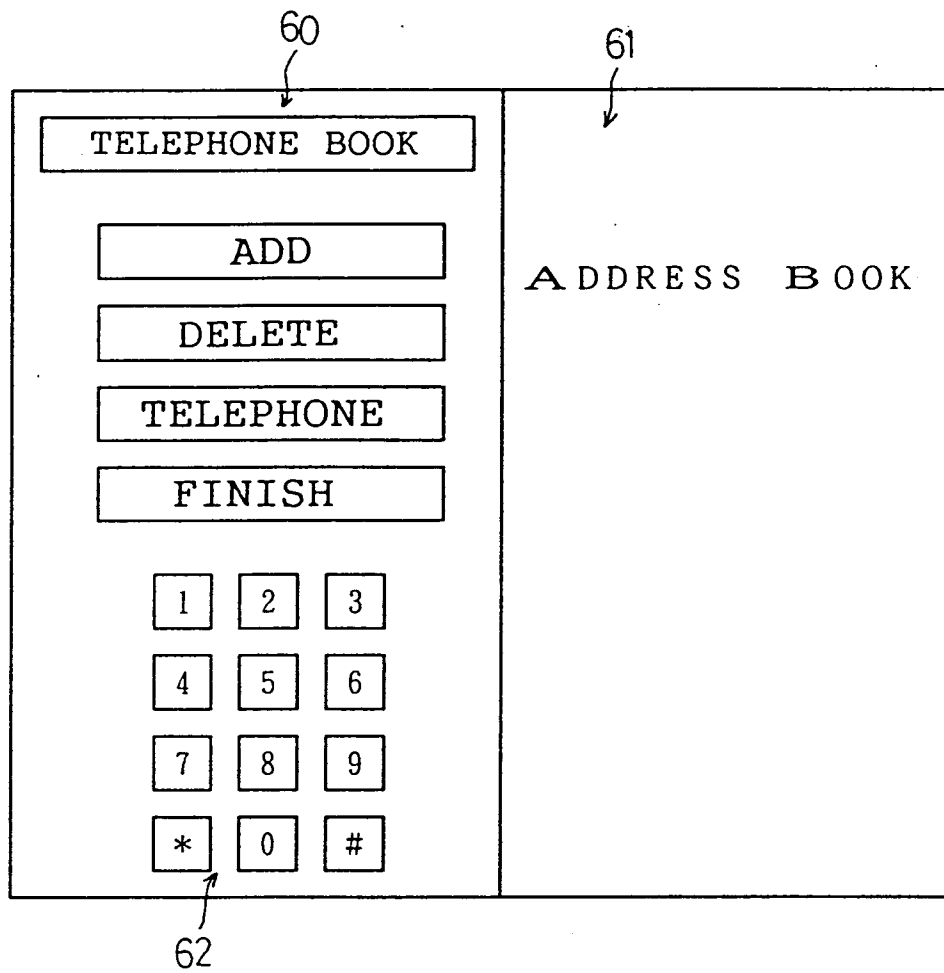 60
61
TELEPHONE BOOK
ADD
ADDRESS BOOK
DELETE
TELEPHONE
FINISH
1 2 3
4 5 6
7 8 9
* 0 #
62